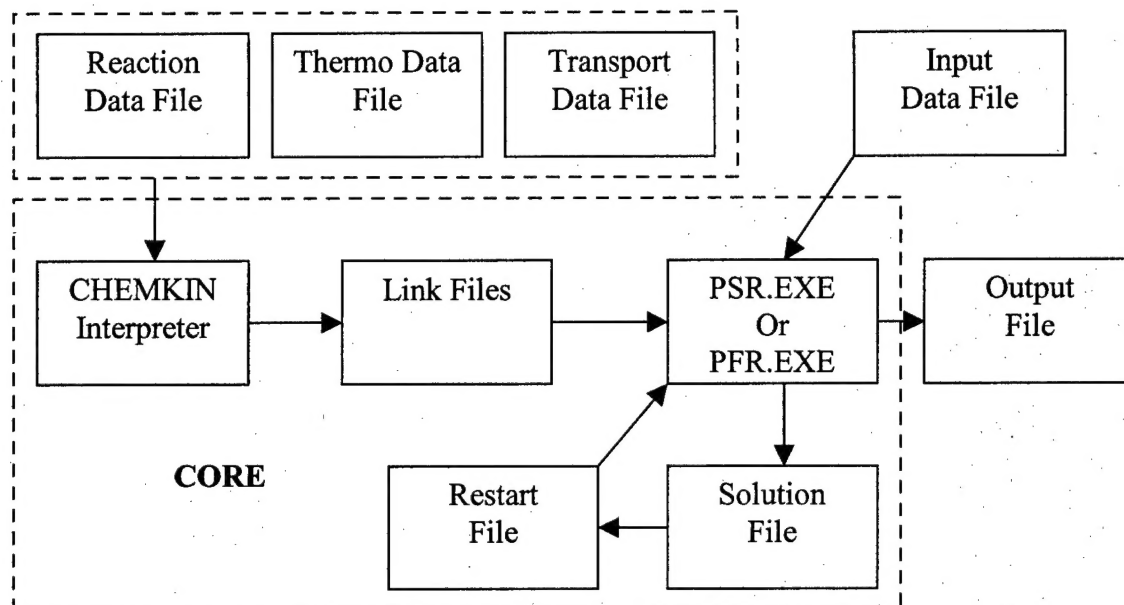 Reaction
Data File
Thermo Data
File
Transport
Data File
Input
Data File
CHEMKIN
Interpreter
Link Files
PSR.EXE
Or
PFR.EXE
Output
File
CORE
Restart
File
Solution
File